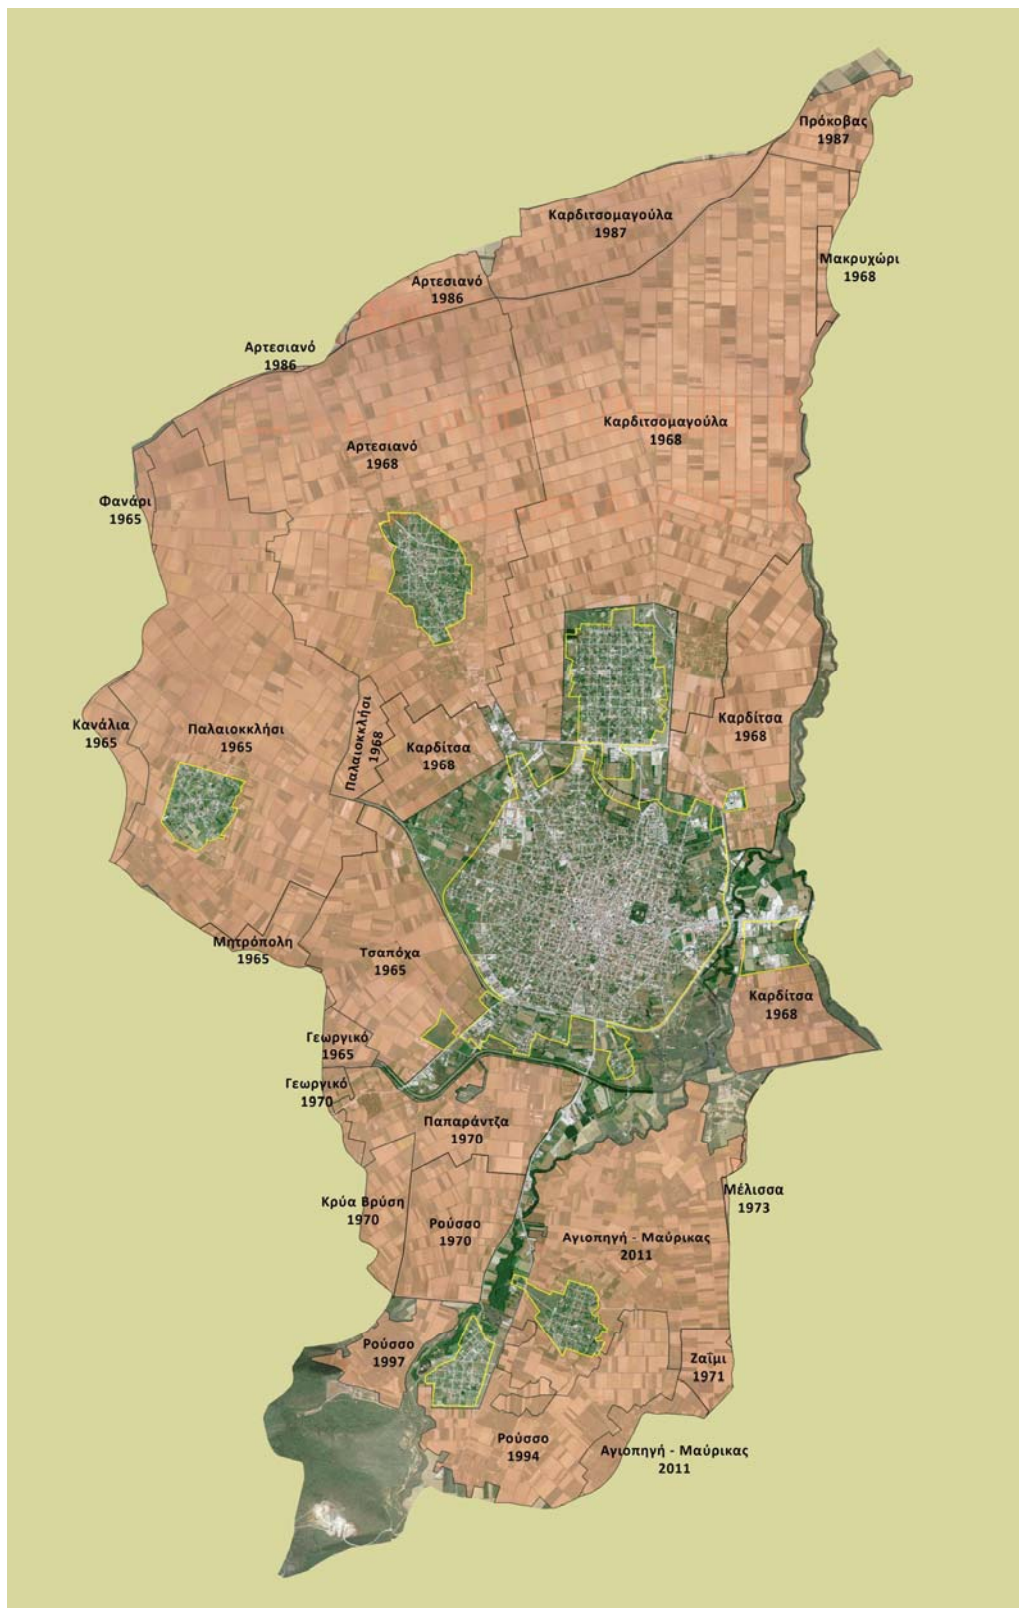 Πρόκοβας
1987
Καρδιτσομαγούλα
1987
Μακρυχώρι
1968
Αρτεσιανό
1986
Αρτεσιανό
1986
Καρδιτσομαγούλα
1968
Αρτεσιανό
1968
Φανάρι
1965
Κανάλια
1965
Παλαιοκκλήσι
1965
Παλαιοκκλήσι
1968
Καρδίτσα
1968
Καρδίτσα
1968
Μητρόπολη
1965
Τσαπόχα
1965
Καρδίτσα
1968
Γεωργικό
1965
Γεωργικό
1970
Παπαράντζα
1970
Κρύα Βρύση
1970
Ρούσσο
1970
Μέλισσα
1973
Αγιοπηγή - Μαύρικας
2011
Ρούσσο
1997
Ζαΐμι
1971
Ρούσσο
1994
Αγιοπηγή - Μαύρικας
2011